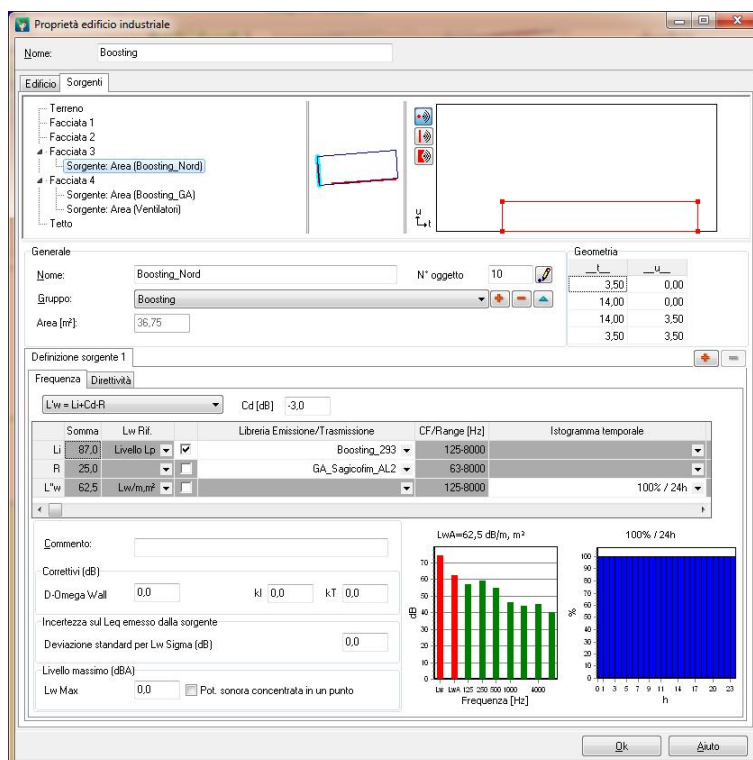 Proprietà edificio industriale
Nome: Boosting
Edificio Sorgenti
Terreno
Facciata 1
Facciata 2
Facciata 3
Sorgente: Area (Boosting_Nord)
Facciata 4
Sorgente: Area (Boosting_GA)
Sorgente: Area (Ventilatori)
Tetto
u
t
Generale
Nome: Boosting_Nord N° oggetto 10
Gruppo: Boosting
Area [m²]: 36,75
Geometria
__t__ __u__
3,50 0,00
14,00 0,00
14,00 3,50
3,50 3,50
Definizione sorgente 1
Frequenza Direttività
L'w = Li+Cd-R Cd [dB] -3,0
Somma Lw Rif. Libreria Emissione/Trasmissione CF/Range [Hz] Istogramma temporale
Li 87,0 Livello Lp Boosting_293 125-8000
R 25,0 GA_Sagicofim_AL2 63-8000
L"w 62,5 Lw/m,m² 125-8000 100% / 24h
Commento:
Correttivi (dB)
D-Omega Wall 0,0 kI 0,0 kT 0,0
Incertezza sul Leq emesso dalla sorgente
Deviazione standard per Lw Sigma (dB) 0,0
Livello massimo (dBA)
Lw Max 0,0 Pot. sonora concentrata in un punto
LwA=62,5 dB/m, m²
70
60
50
40
30
20
10
0
dB
Lw LwA 125 250 500 1000 4000
Frequenza [Hz]
100% / 24h
100
90
80
70
60
50
40
30
20
10
0
%
0 1 3 5 7 9 11 14 17 20 23
h
Ok Aiuto